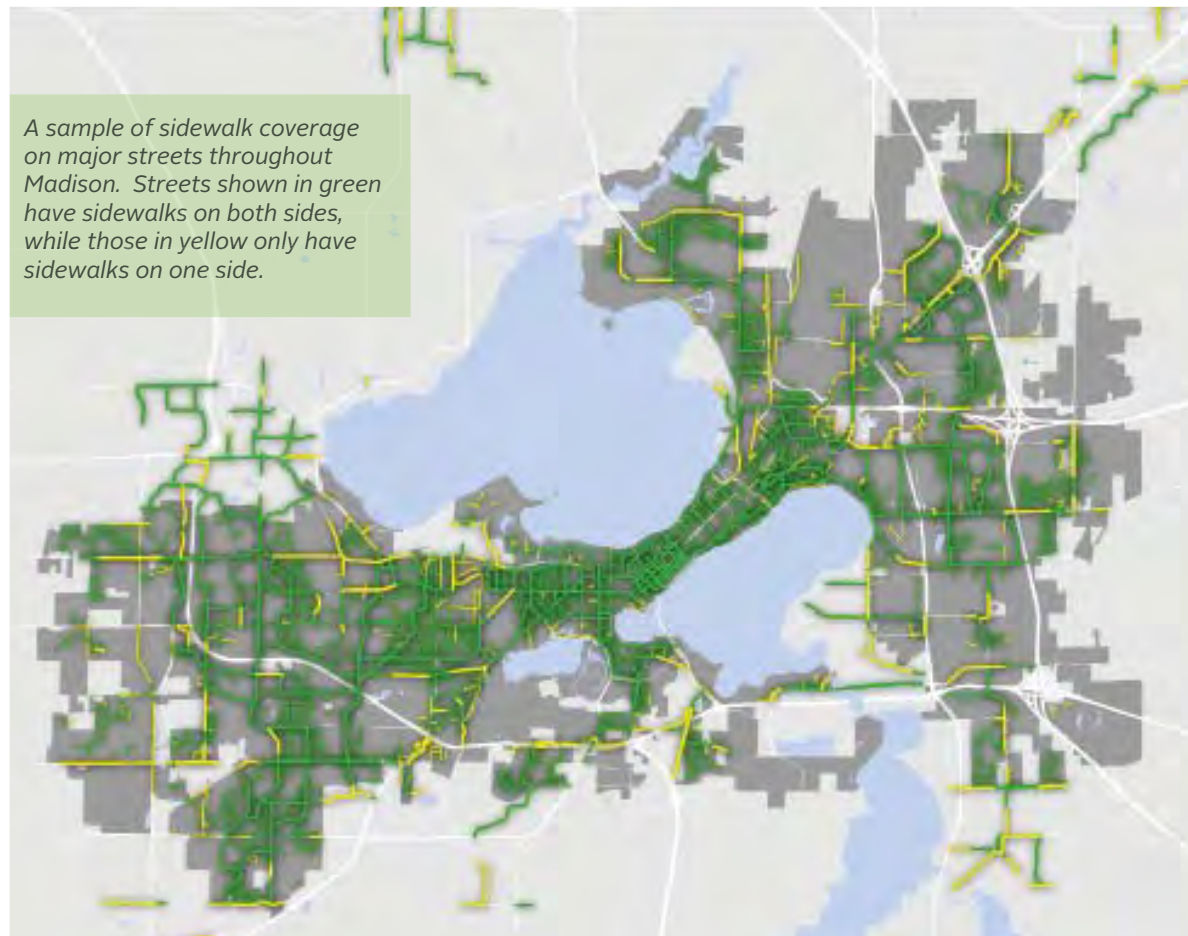 A sample of sidewalk coverage
on major streets throughout
Madison.  Streets shown in green
have sidewalks on both sides,
while those in yellow only have
sidewalks on one side.